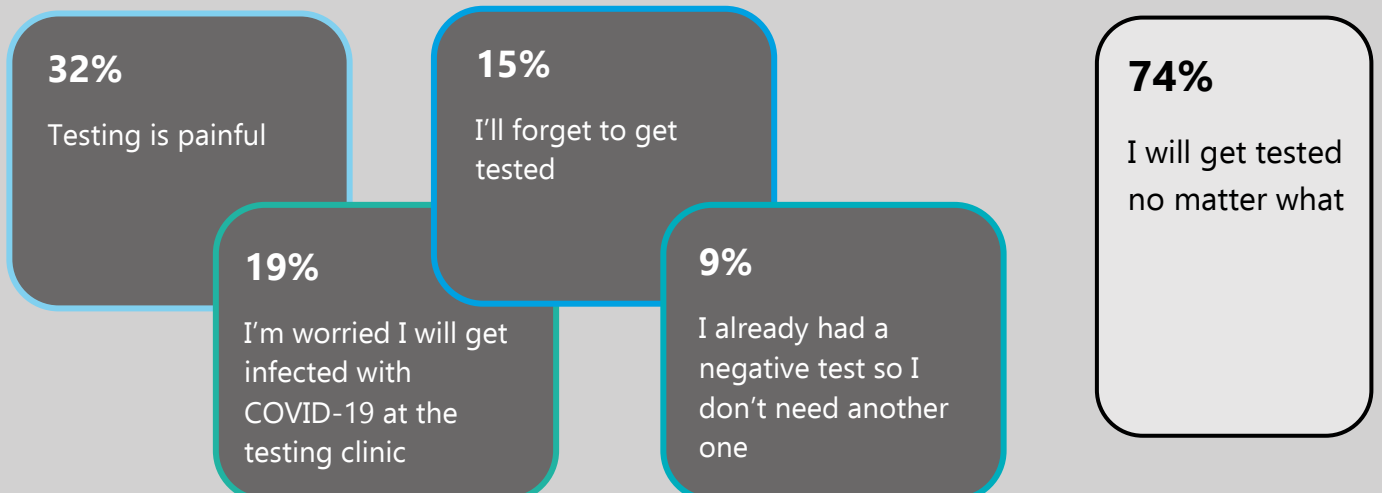 32%
Testing is painful
19%
I'm worried I will get
infected with
COVID-19 at the
testing clinic
15%
I'll forget to get
tested
9%
I already had a
negative test so I
don't need another
one
74%
I will get tested
no matter what